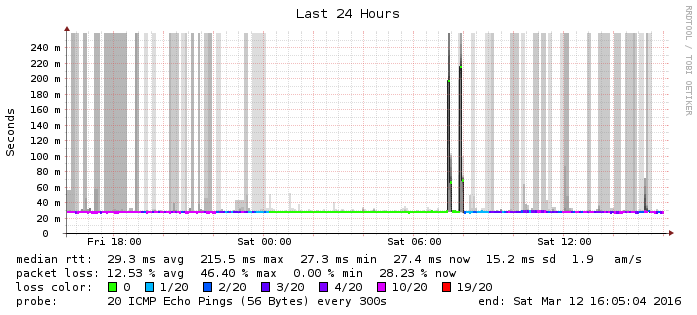 Last 24 Hours
RRDTOOL / TOBI OETIKER
Seconds
240 m
220 m
200 m
180 m
160 m
140 m
120 m
100 m
80 m
60 m
40 m
20 m
0
Fri 18:00 Sat 00:00 Sat 06:00 Sat 12:00
median rtt: 29.3 ms avg 215.5 ms max 27.3 ms min 27.4 ms now 15.2 ms sd 1.9 am/s
packet loss: 12.53 % avg 46.40 % max 0.00 % min 28.23 % now
loss color: 0 1/20 2/20 3/20 4/20 10/20 19/20
probe: 20 ICMP Echo Pings (56 Bytes) every 300s end: Sat Mar 12 16:05:04 2016